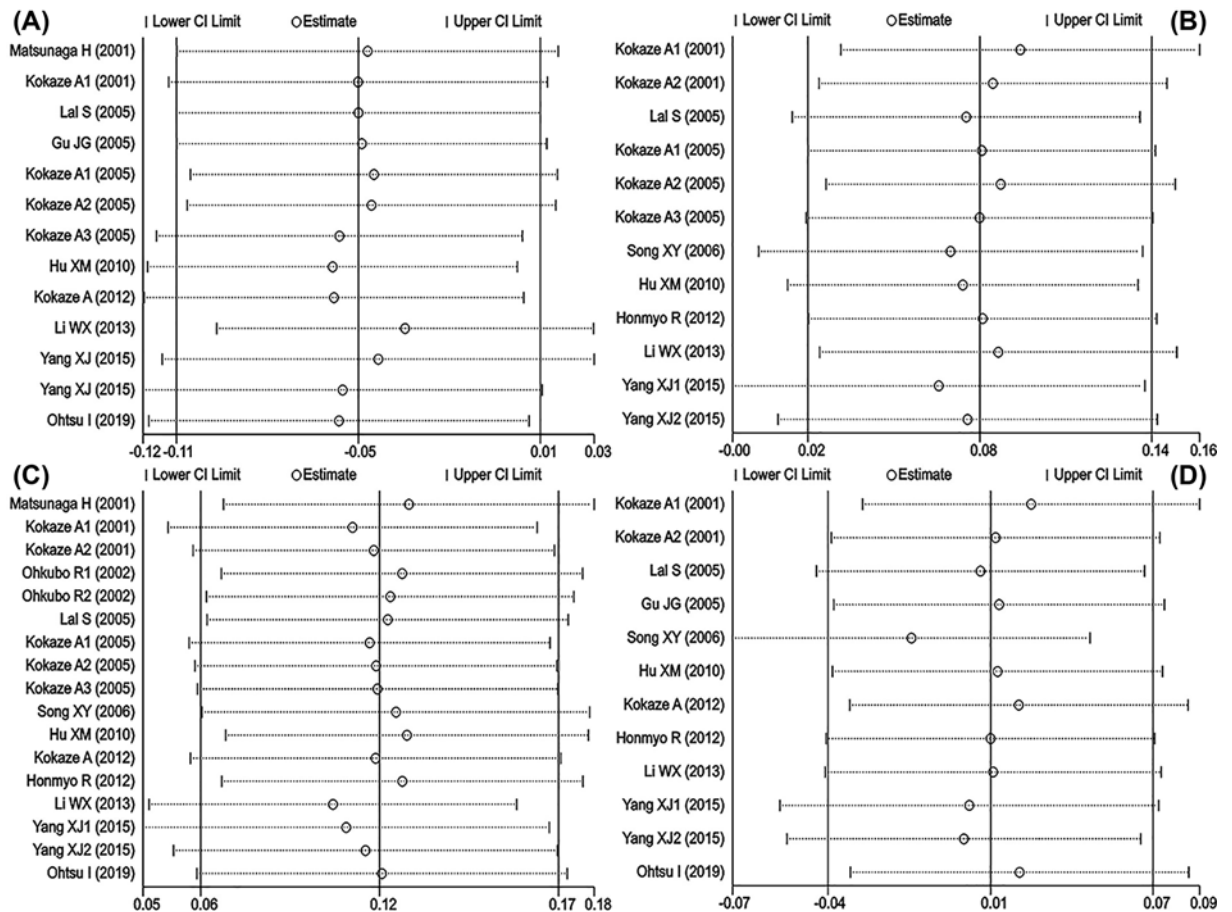 (A) | Lower CI Limit ○Estimate | Upper CI Limit
Matsunaga H (2001)
Kokaze A1 (2001)
Lal S (2005)
Gu JG (2005)
Kokaze A1 (2005)
Kokaze A2 (2005)
Kokaze A3 (2005)
Hu XM (2010)
Kokaze A (2012)
Li WX (2013)
Yang XJ (2015)
Yang XJ (2015)
Ohtsu I (2019)
-0.12 -0.11 -0.05 0.01 0.03
| Lower CI Limit ○Estimate | Upper CI Limit (B)
Kokaze A1 (2001)
Kokaze A2 (2001)
Lal S (2005)
Kokaze A1 (2005)
Kokaze A2 (2005)
Kokaze A3 (2005)
Song XY (2006)
Hu XM (2010)
Honmyo R (2012)
Li WX (2013)
Yang XJ1 (2015)
Yang XJ2 (2015)
-0.00 0.02 0.08 0.14 0.16
(C) | Lower CI Limit ○Estimate | Upper CI Limit
Matsunaga H (2001)
Kokaze A1 (2001)
Kokaze A2 (2001)
Ohkubo R1 (2002)
Ohkubo R2 (2002)
Lal S (2005)
Kokaze A1 (2005)
Kokaze A2 (2005)
Kokaze A3 (2005)
Song XY (2006)
Hu XM (2010)
Kokaze A (2012)
Honmyo R (2012)
Li WX (2013)
Yang XJ1 (2015)
Yang XJ2 (2015)
Ohtsu I (2019)
0.05 0.06 0.12 0.17 0.18
| Lower CI Limit ○Estimate | Upper CI Limit (D)
Kokaze A1 (2001)
Kokaze A2 (2001)
Lal S (2005)
Gu JG (2005)
Song XY (2006)
Hu XM (2010)
Kokaze A (2012)
Honmyo R (2012)
Li WX (2013)
Yang XJ1 (2015)
Yang XJ2 (2015)
Ohtsu I (2019)
-0.07 -0.04 0.01 0.07 0.09